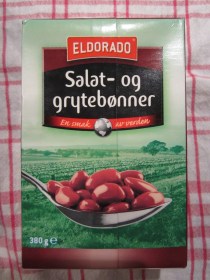 ELDORADO
Salat- og
grytebønner
En smak av verden
380 g e